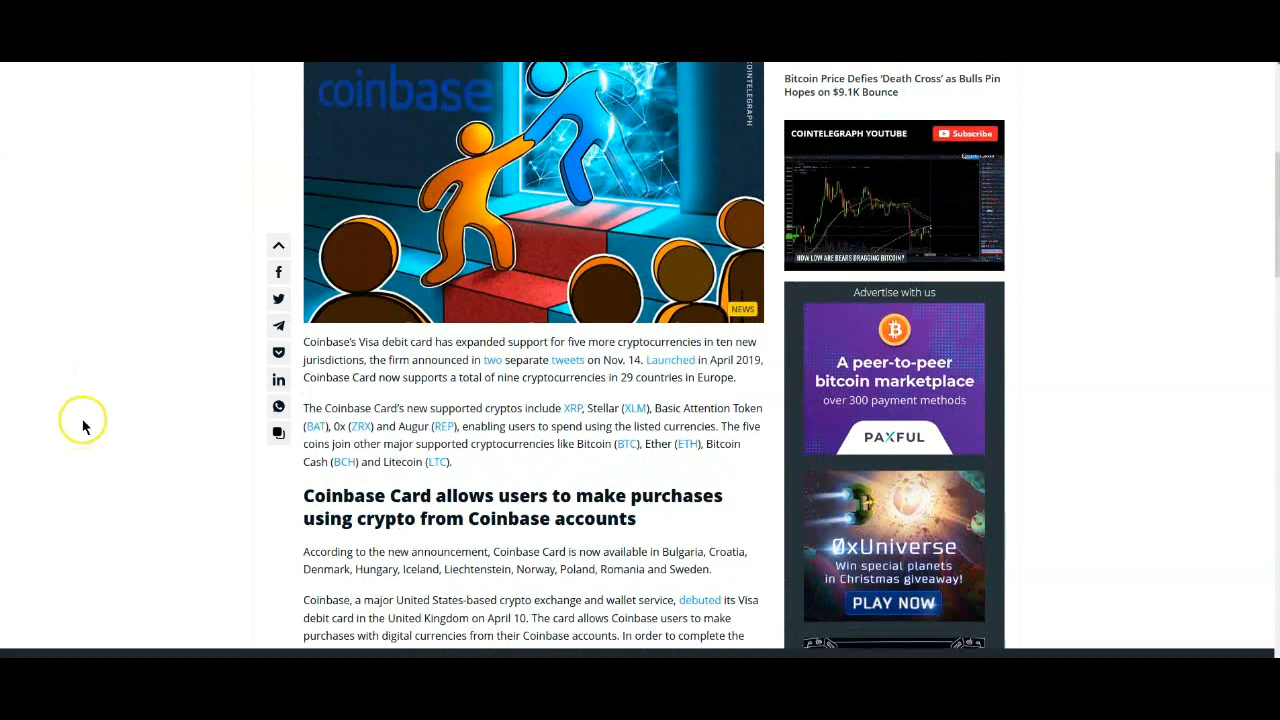 coinbase
COINTELEGRAPH
NEWS
Coinbase's Visa debit card has expanded support for five more cryptocurrencies in ten new
jurisdictions, the firm announced in two separate tweets on Nov. 14. Launched in April 2019,
Coinbase Card now supports a total of nine cryptocurrencies in 29 countries in Europe.
The Coinbase Card's new supported cryptos include XRP, Stellar (XLM), Basic Attention Token
(BAT), 0x (ZRX) and Augur (REP), enabling users to spend using the listed currencies. The five
coins join other major supported cryptocurrencies like Bitcoin (BTC), Ether (ETH), Bitcoin
Cash (BCH) and Litecoin (LTC).
Coinbase Card allows users to make purchases
using crypto from Coinbase accounts
According to the new announcement, Coinbase Card is now available in Bulgaria, Croatia,
Denmark, Hungary, Iceland, Liechtenstein, Norway, Poland, Romania and Sweden.
Coinbase, a major United States-based crypto exchange and wallet service, debuted its Visa
debit card in the United Kingdom on April 10. The card allows Coinbase users to make
purchases with digital currencies from their Coinbase accounts. In order to complete the
Bitcoin Price Defies 'Death Cross' as Bulls Pin
Hopes on $9.1K Bounce
COINTELEGRAPH YOUTUBE
Subscribe
HOW LOW ARE BEARS DRAGGING BITCOIN?
Advertise with us
A peer-to-peer
bitcoin marketplace
over 300 payment methods
PAXFUL
0xUniverse
Win special planets
in Christmas giveaway!
PLAY NOW